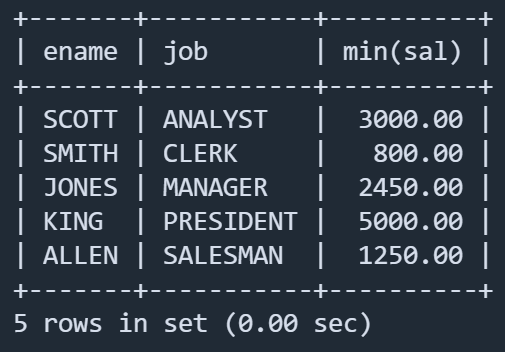 +-------+-----------+----------+
| ename | job       | min(sal) |
+-------+-----------+----------+
| SCOTT | ANALYST   |  3000.00 |
| SMITH | CLERK     |   800.00 |
| JONES | MANAGER   |  2450.00 |
| KING  | PRESIDENT |  5000.00 |
| ALLEN | SALESMAN  |  1250.00 |
+-------+-----------+----------+
5 rows in set (0.00 sec)